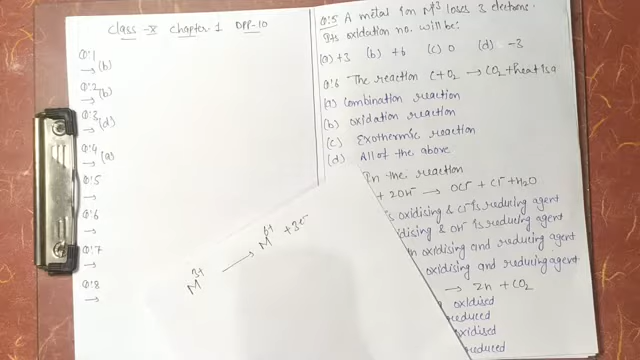 Class -X Chapter-1 DPP-10
Q:1
→ (b)
Q:2
→ (b)
Q:3
→ (d)
Q:4
→ (a)
Q:5
→
Q:6
→
Q:7
→
Q:8
→
Q:5 A metal ion M³ loses 3 electrons.
Its oxidation no. will be:
(a) +3 (b) +6 (c) 0 (d) -3
Q:6 The reaction C+O₂ → CO₂+heat is a
(a) Combination reaction
(b) oxidation reaction
(c) Exothermic reaction
(d) All of the above
In the reaction
+ 2OH⁻ → OCl⁻ + Cl⁻ + H₂O
is oxidising & Cl⁻ is reducing agent
dising & OH⁻ is reducing agent
oxidising and reducing agent
oxidising and reducing agent
→ Zn + CO₂
oxidised
reduced
oxidised
reduced
M³⁺ → M⁶⁺ + 3e⁻